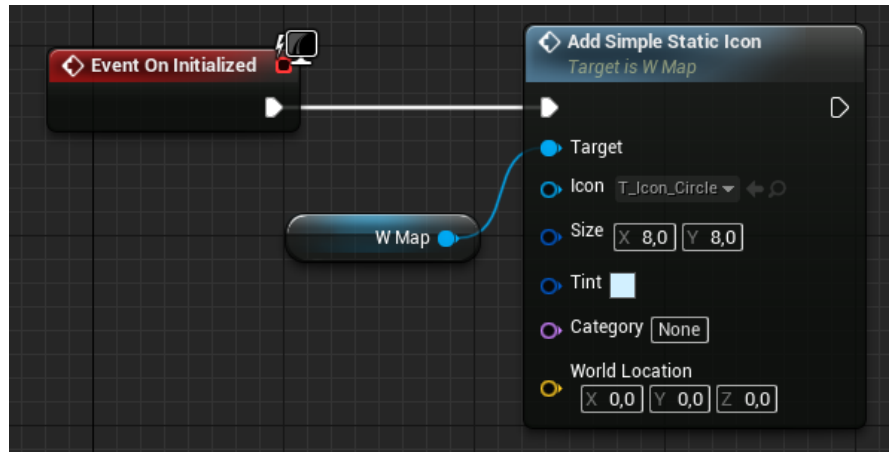 Event On Initialized
Add Simple Static Icon
Target is W Map
Target
Icon T_Icon_Circle
W Map
Size X 8,0 Y 8,0
Tint
Category None
World Location
X 0,0 Y 0,0 Z 0,0